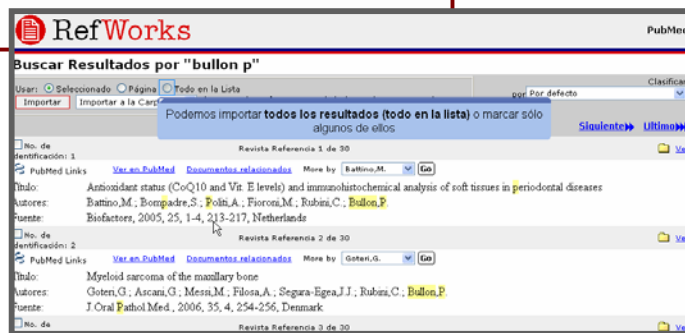 RefWorks
PubMed
Buscar Resultados por "bullon p"
Usar: Seleccionado Página Todo en la Lista
Clasificar
por Por defecto
Importar Importar a la Carp
Podemos importar todos los resultados (todo en la lista) o marcar sólo
algunos de ellos
Siguiente Ultimo
No. de
dentificación: 1
Revista Referencia 1 de 30
Ve
PubMed Links Ver en PubMed Documentos relacionados More by Battino,M. Go
Título: Antioxidant status (CoQ10 and Vit. E levels) and immunohistochemical analysis of soft tissues in periodontal diseases
Autores: Battino,M.; Bompadre,S.; Politi,A.; Fioroni,M.; Rubini,C.; Bullon,P.
Fuente: Biofactors, 2005, 25, 1-4, 213-217, Netherlands
No. de
dentificación: 2
Revista Referencia 2 de 30
Ve
PubMed Links Ver en PubMed Documentos relacionados More by Goteri,G. Go
Título: Myeloid sarcoma of the maxillary bone
Autores: Goteri,G.; Ascani,G.; Messi,M.; Filosa,A.; Segura-Egea,J.J.; Rubini,C.; Bullon,P.
Fuente: J.Oral Pathol.Med., 2006, 35, 4, 254-256, Denmark
No. de
Revista Referencia 3 de 30
Ve